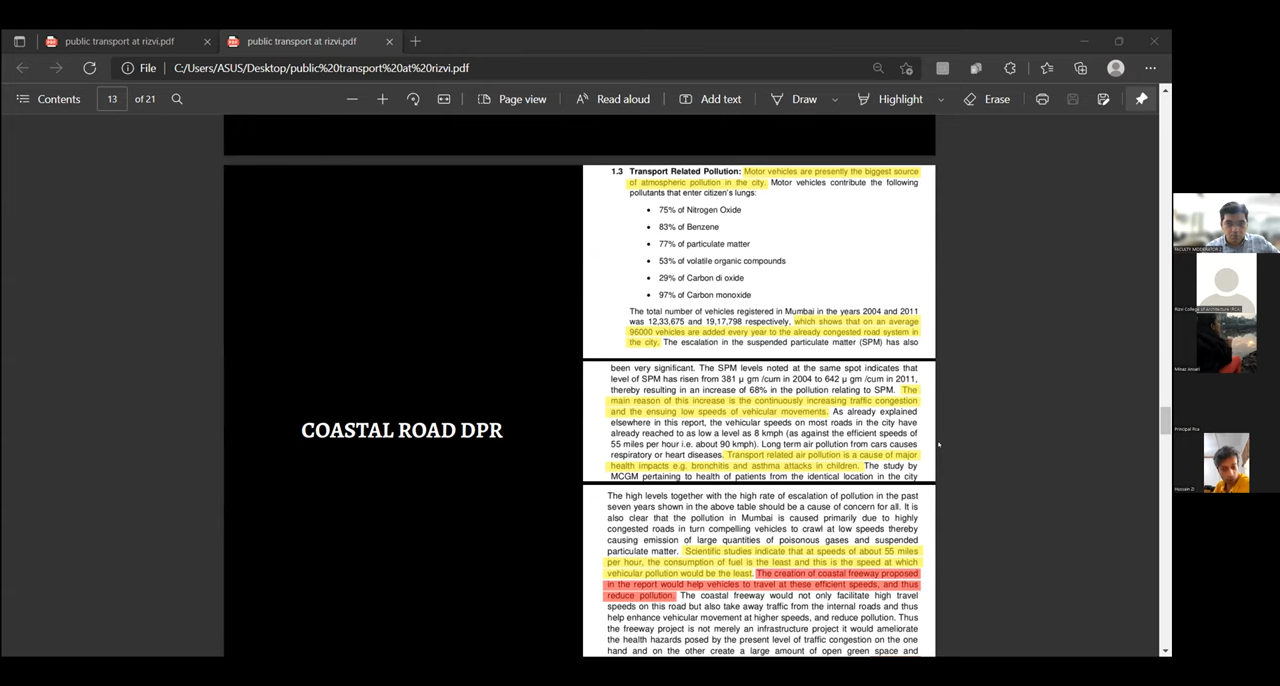 public transport at rizvi.pdf
public transport at rizvi.pdf
File C:/Users/ASUS/Desktop/public%20transport%20at%20rizvi.pdf
Contents 13 of 21 Page view Read aloud Add text Draw Highlight Erase
1.3 Transport Related Pollution: Motor vehicles are presently the biggest source
of atmospheric pollution in the city. Motor vehicles contribute the following
pollutants that enter citizen's lungs:
• 75% of Nitrogen Oxide
• 83% of Benzene
• 77% of particulate matter
• 53% of volatile organic compounds
• 29% of Carbon di oxide
• 97% of Carbon monoxide
The total number of vehicles registered in Mumbai in the years 2004 and 2011
was 12,33,675 and 19,17,798 respectively, which shows that on an average
96000 vehicles are added every year to the already congested road system in
the city. The escalation in the suspended particulate matter (SPM) has also
been very significant. The SPM levels noted at the same spot indicates that
level of SPM has risen from 381 µ gm /cum in 2004 to 642 µ gm /cum in 2011,
thereby resulting in an increase of 68% in the pollution relating to SPM. The
main reason of this increase is the continuously increasing traffic congestion
and the ensuing low speeds of vehicular movements. As already explained
elsewhere in this report, the vehicular speeds on most roads in the city have
already reached to as low a level as 8 kmph (as against the efficient speeds of
55 miles per hour i.e. about 90 kmph). Long term air pollution from cars causes
respiratory or heart diseases. Transport related air pollution is a cause of major
health impacts e.g. bronchitis and asthma attacks in children. The study by
MCGM pertaining to health of patients from the identical location in the city
COASTAL ROAD DPR
The high levels together with the high rate of escalation of pollution in the past
seven years shown in the above table should be a cause of concern for all. It is
also clear that the pollution in Mumbai is caused primarily due to highly
congested roads in turn compelling vehicles to crawl at low speeds thereby
causing emission of large quantities of poisonous gases and suspended
particulate matter. Scientific studies indicate that at speeds of about 55 miles
per hour, the consumption of fuel is the least and this is the speed at which
vehicular pollution would be the least. The creation of coastal freeway proposed
in the report would help vehicles to travel at these efficient speeds, and thus
reduce pollution. The coastal freeway would not only facilitate high travel
speeds on this road but also take away traffic from the internal roads and thus
help enhance vehicular movement at higher speeds, and reduce pollution. Thus
the freeway project is not merely an infrastructure project it would ameliorate
the health hazards posed by the present level of traffic congestion on the one
hand and on the other create a large amount of open green space and
FACULTY MODERATOR 2
Rizvi College of Architecture (RCA)
Minaz Ansari
Principal Rca
Hussain Zi